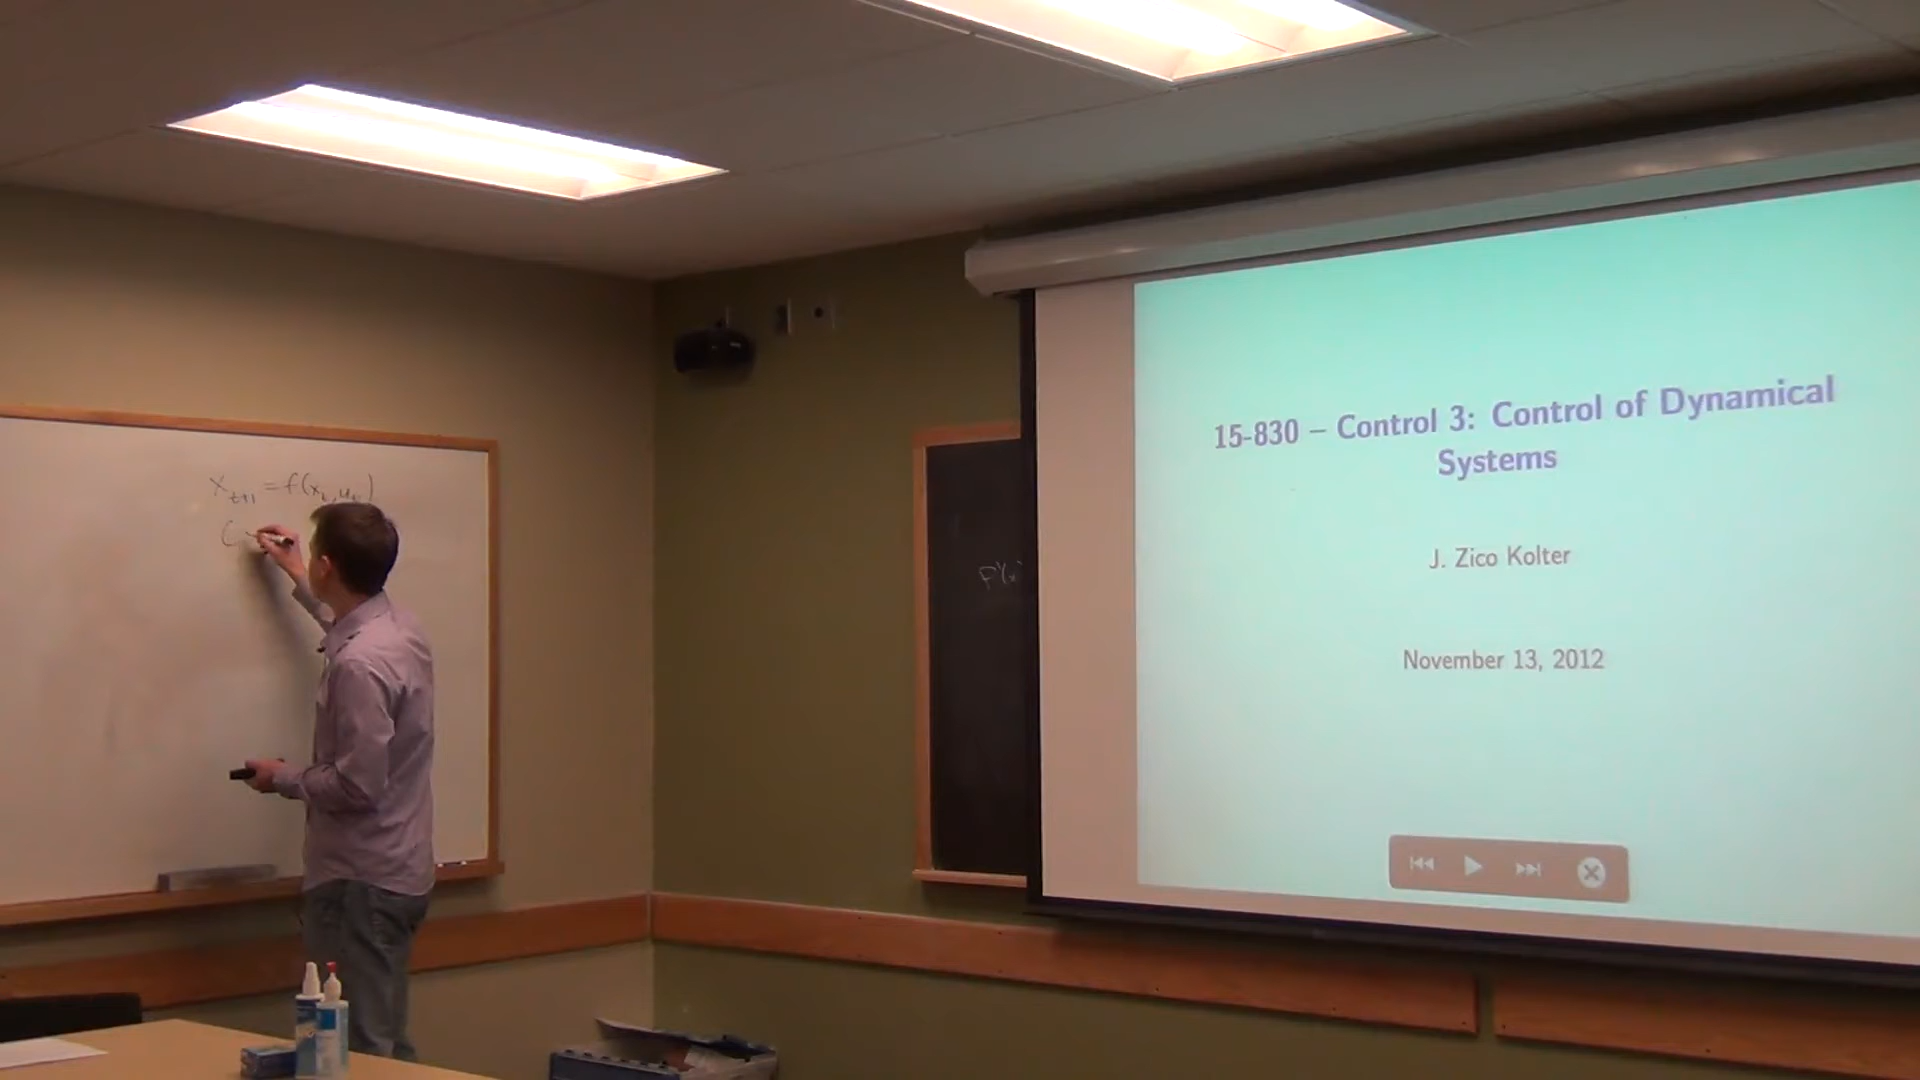 x_{t+1} = f(x_t, u_t)
(
F'(x
15-830 – Control 3: Control of Dynamical
Systems
J. Zico Kolter
November 13, 2012